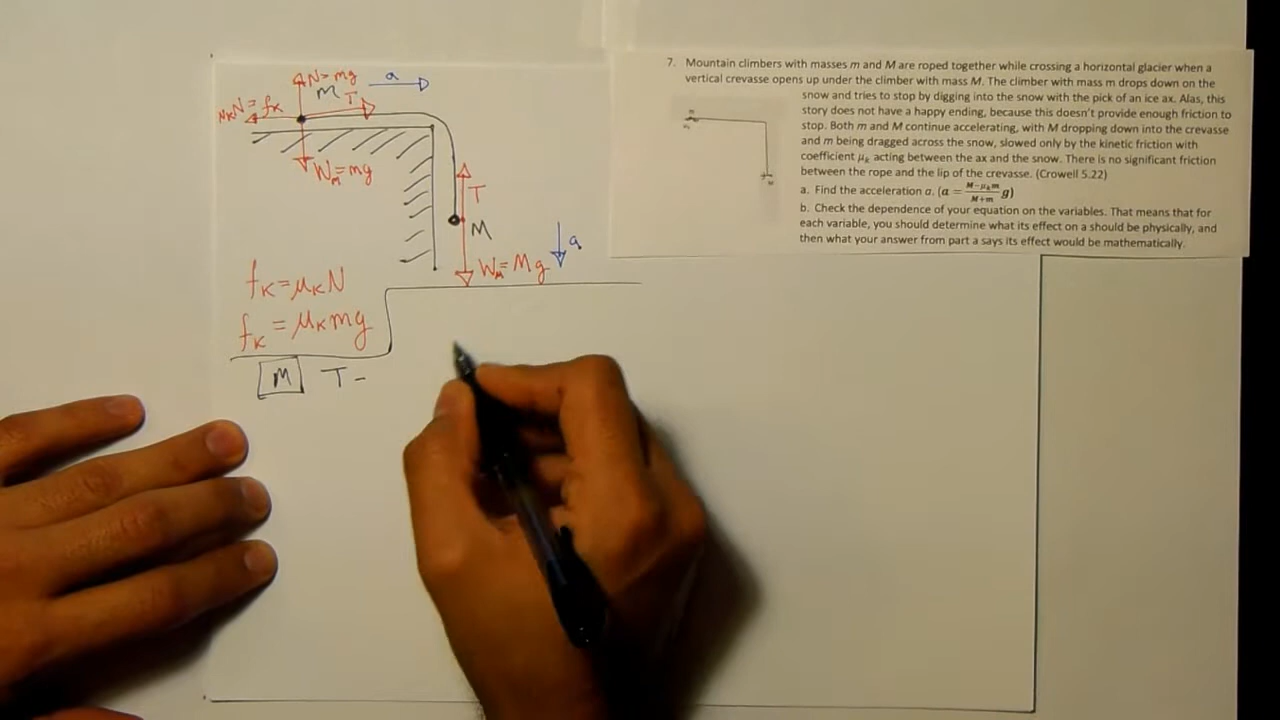 7. Mountain climbers with masses m and M are roped together while crossing a horizontal glacier when a
vertical crevasse opens up under the climber with mass M. The climber with mass m drops down on the
snow and tries to stop by digging into the snow with the pick of an ice ax. Alas, this
story does not have a happy ending, because this doesn't provide enough friction to
stop. Both m and M continue accelerating, with M dropping down into the crevasse
and m being dragged across the snow, slowed only by the kinetic friction with
coefficient μk acting between the ax and the snow. There is no significant friction
between the rope and the lip of the crevasse. (Crowell 5.22)
a. Find the acceleration a. (a = (M−μkm)/(M+m) g)
b. Check the dependence of your equation on the variables. That means that for
each variable, you should determine what its effect on a should be physically, and
then what your answer from part a says its effect would be mathematically.
N=mg
a
m
T
μKN=fK
Wm=mg
T
M
WM=Mg
a
fK=μKN
fK=μKmg
m T-